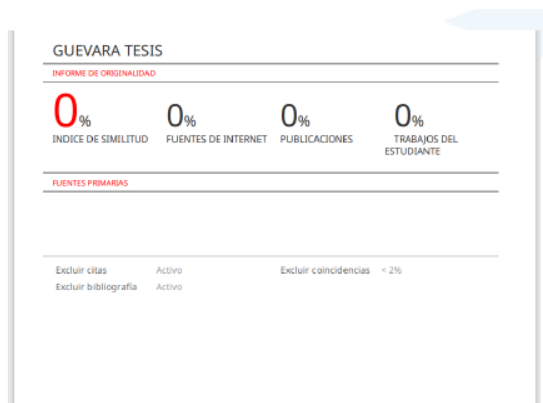 GUEVARA TESIS
INFORME DE ORIGINALIDAD
0% 0% 0% 0%
INDICE DE SIMILITUD FUENTES DE INTERNET PUBLICACIONES TRABAJOS DEL
ESTUDIANTE
FUENTES PRIMARIAS
Excluir citas Activo Excluir coincidencias < 2%
Excluir bibliografía Activo